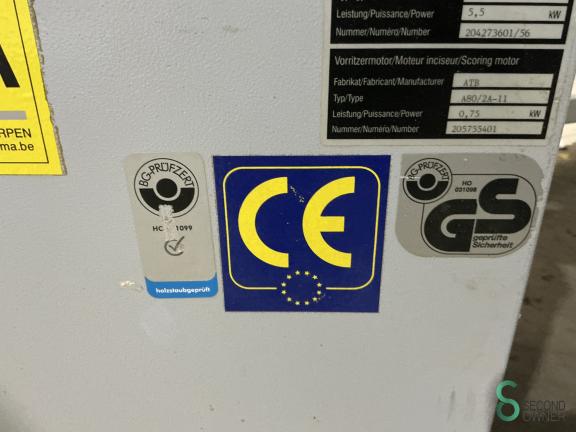 Leistung/Puissance/Power 5,5 kW
Nummer/Numéro/Number 204273601/56
Vorritzermotor/Moteur inciseur/Scoring motor
Fabrikat/Fabricant/Manufacturer ATB
Typ/Type A80/2A-11
Leistung/Puissance/Power 0,75 kW
Nummer/Numéro/Number 205755401
A
RPEN
ma.be
BG-PRÜFZERT
HO 1099
holzstaubgeprüft
CE
BG-PRÜFZERT
HO
031098
GS
geprüfte
Sicherheit
SECOND
OWNER